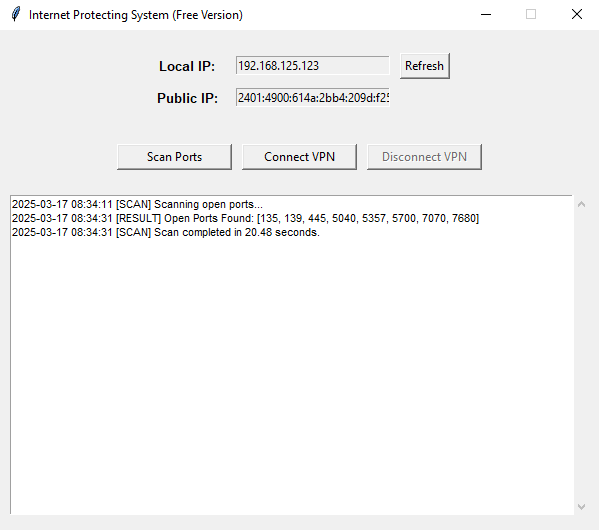 Internet Protecting System (Free Version)
Local IP: 192.168.125.123 Refresh
Public IP: 2401:4900:614a:2bb4:209d:f25
Scan Ports Connect VPN Disconnect VPN
2025-03-17 08:34:11 [SCAN] Scanning open ports...
2025-03-17 08:34:31 [RESULT] Open Ports Found: [135, 139, 445, 5040, 5357, 5700, 7070, 7680]
2025-03-17 08:34:31 [SCAN] Scan completed in 20.48 seconds.